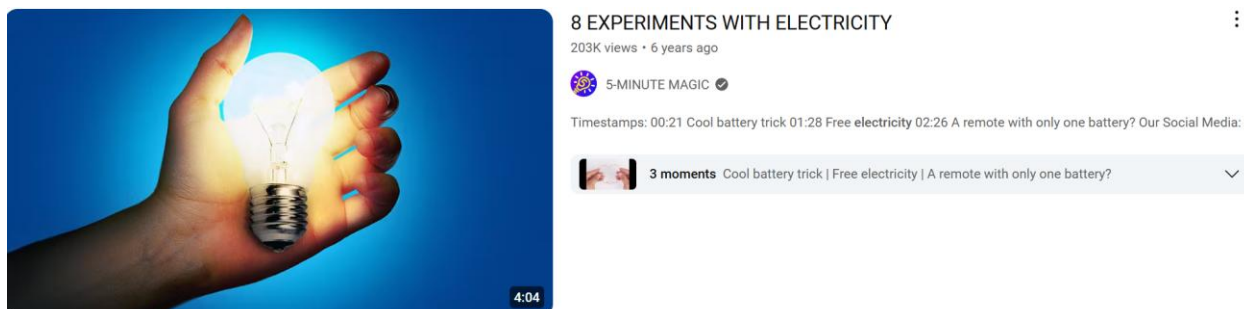 8 EXPERIMENTS WITH ELECTRICITY
203K views • 6 years ago
5-MINUTE MAGIC
Timestamps: 00:21 Cool battery trick 01:28 Free electricity 02:26 A remote with only one battery? Our Social Media:
3 moments Cool battery trick | Free electricity | A remote with only one battery?
4:04